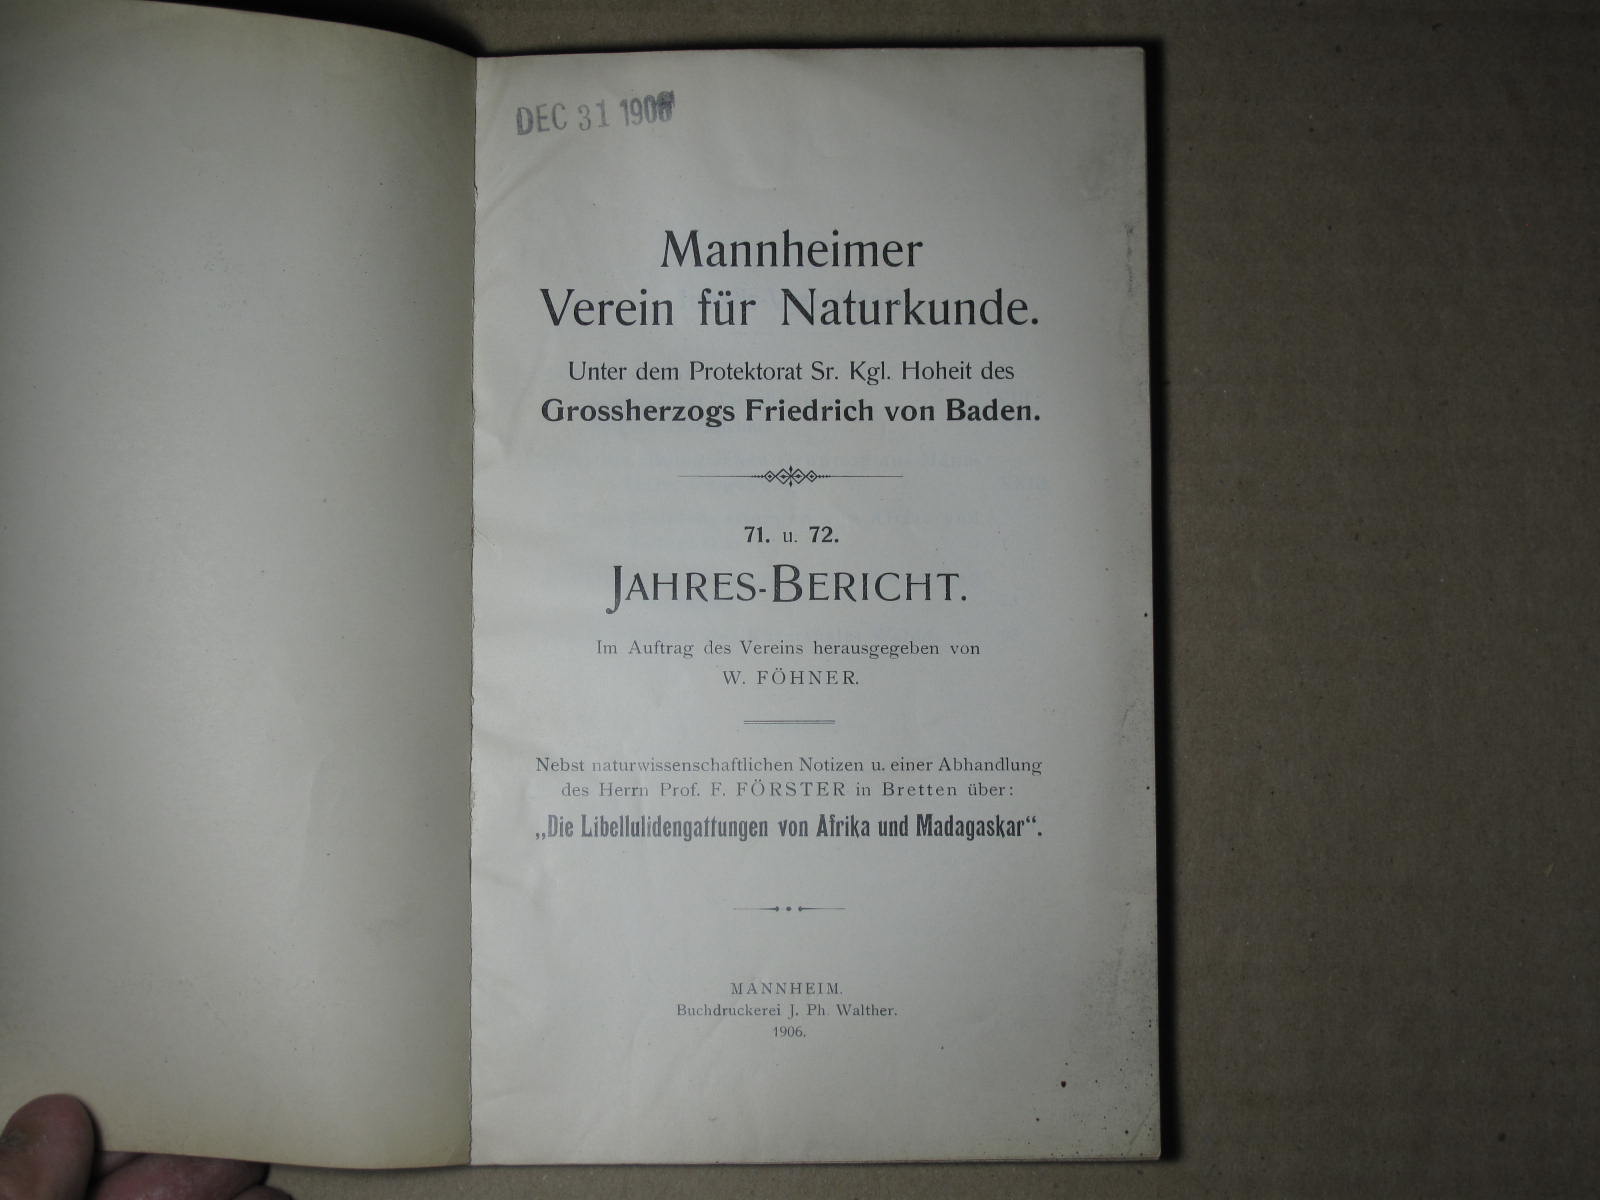 DEC 31 1906
Mannheimer
Verein für Naturkunde.
Unter dem Protektorat Sr. Kgl. Hoheit des
Grossherzogs Friedrich von Baden.
71. u. 72.
JAHRES-BERICHT.
Im Auftrag des Vereins herausgegeben von
W. FÖHNER.
Nebst naturwissenschaftlichen Notizen u. einer Abhandlung
des Herrn Prof. F. FÖRSTER in Bretten über:
„Die Libellulidengattungen von Afrika und Madagaskar“.
MANNHEIM.
Buchdruckerei J. Ph. Walther.
1906.